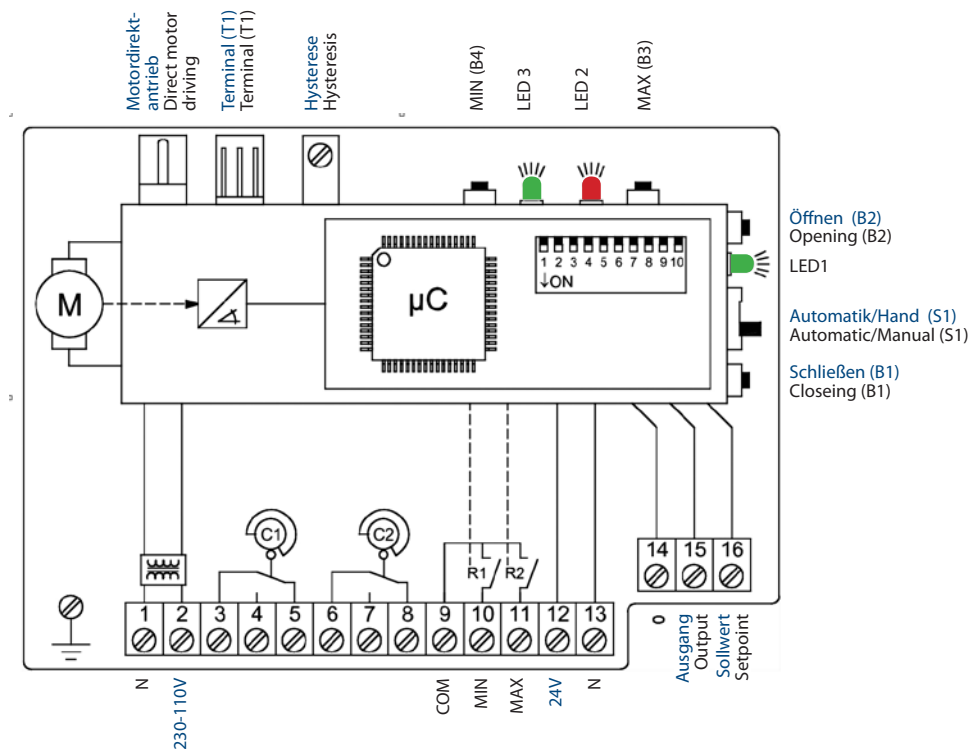 Motordirekt-
antrieb
Direct motor
driving
Terminal (T1)
Terminal (T1)
Hysterese
Hysteresis
MIN (B4)
LED 3
LED 2
MAX (B3)
Öffnen (B2)
Opening (B2)
LED1
Automatik/Hand (S1)
Automatic/Manual (S1)
Schließen (B1)
Closeing (B1)
M
µC
1 2 3 4 5 6 7 8 9 10
↓ON
C1
C2
R1
R2
14 15 16
0
Ausgang
Output
Sollwert
Setpoint
1 2 3 4 5 6 7 8 9 10 11 12 13
N
230-110V
COM
MIN
MAX
24V
N